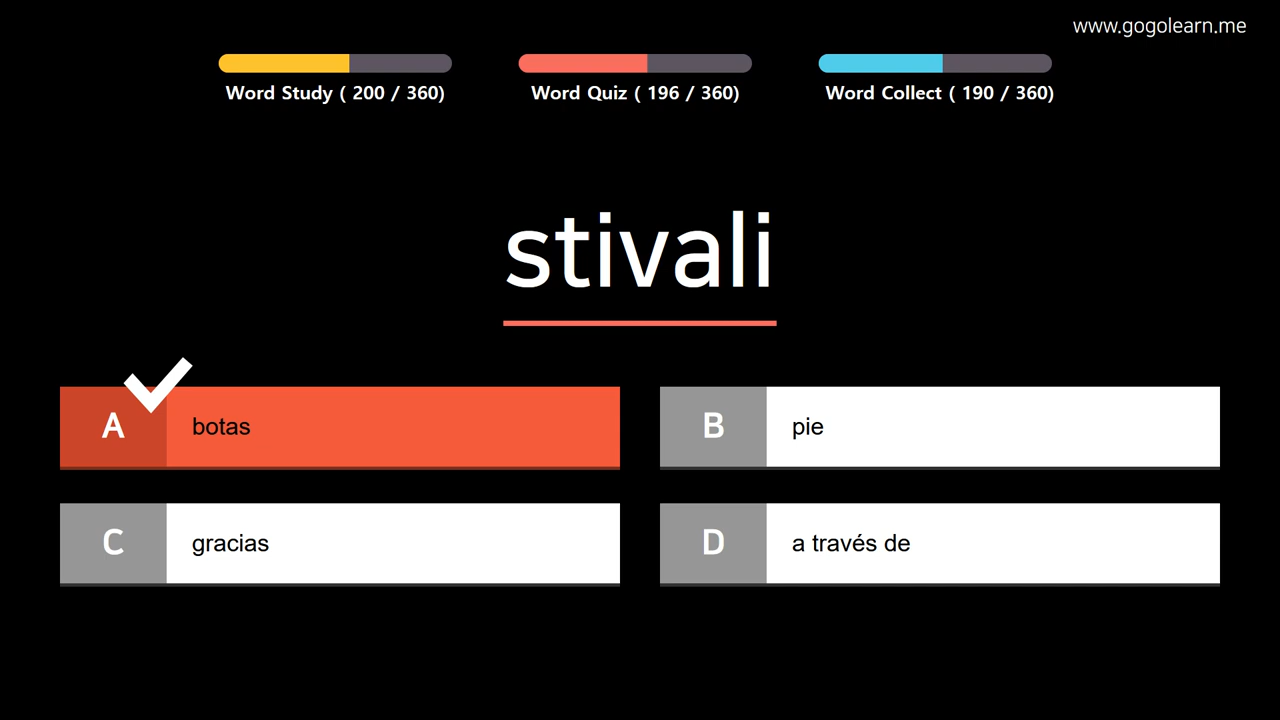 www.gogolearn.me
Word Study ( 200 / 360)
Word Quiz ( 196 / 360)
Word Collect ( 190 / 360)
stivali
A botas
B pie
C gracias
D a través de